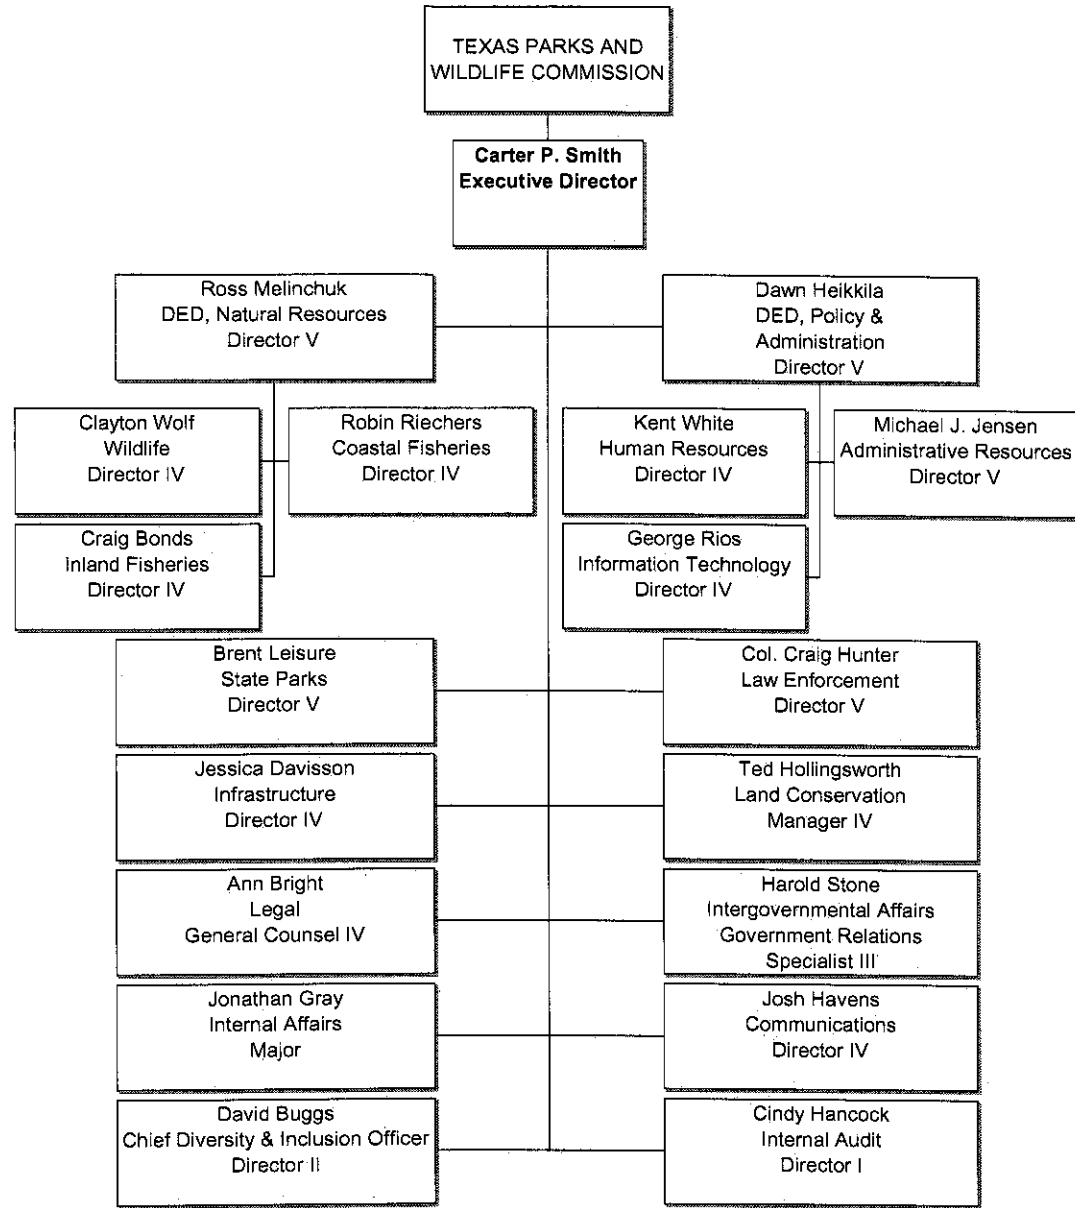 TEXAS PARKS AND
WILDLIFE COMMISSION
Carter P. Smith
Executive Director
Ross Melinchuk
DED, Natural Resources
Director V
Dawn Heikkila
DED, Policy &
Administration
Director V
Clayton Wolf
Wildlife
Director IV
Robin Riechers
Coastal Fisheries
Director IV
Kent White
Human Resources
Director IV
Michael J. Jensen
Administrative Resources
Director V
Craig Bonds
Inland Fisheries
Director IV
George Rios
Information Technology
Director IV
Brent Leisure
State Parks
Director V
Col. Craig Hunter
Law Enforcement
Director V
Jessica Davisson
Infrastructure
Director IV
Ted Hollingsworth
Land Conservation
Manager IV
Ann Bright
Legal
General Counsel IV
Harold Stone
Intergovernmental Affairs
Government Relations
Specialist III
Jonathan Gray
Internal Affairs
Major
Josh Havens
Communications
Director IV
David Buggs
Chief Diversity & Inclusion Officer
Director II
Cindy Hancock
Internal Audit
Director I